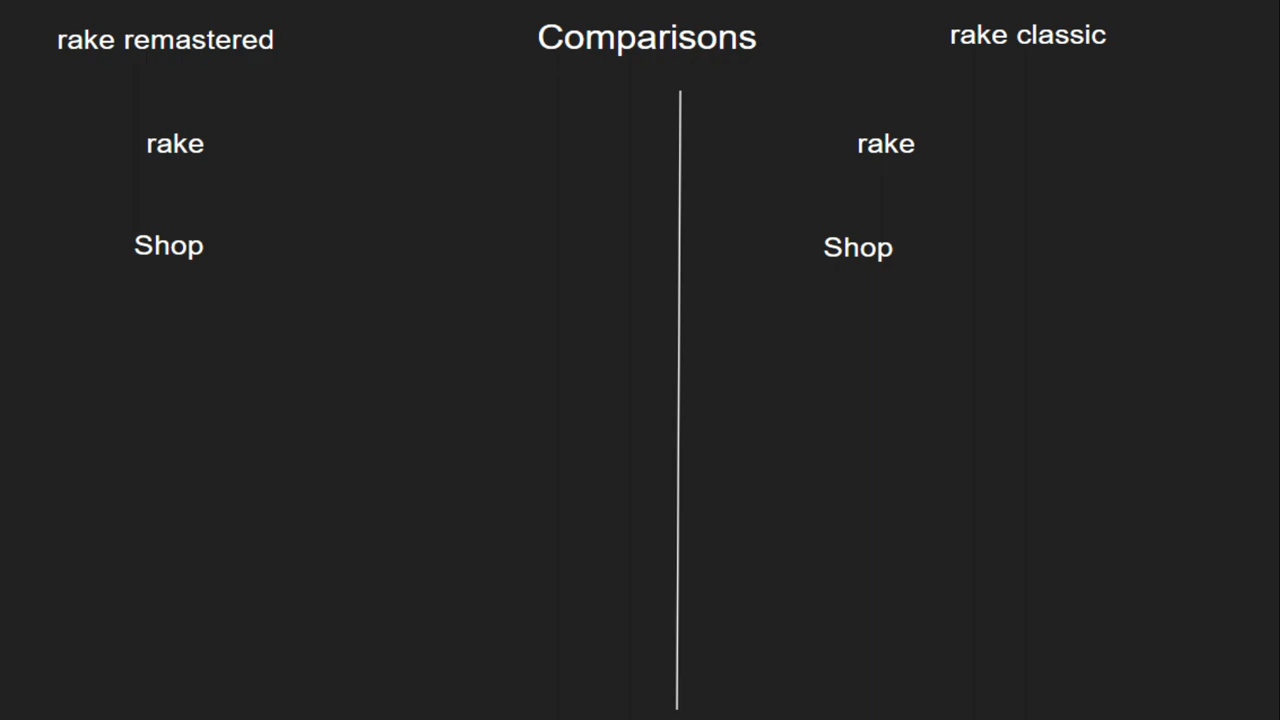 rake remastered
Comparisons
rake classic
rake
rake
Shop
Shop